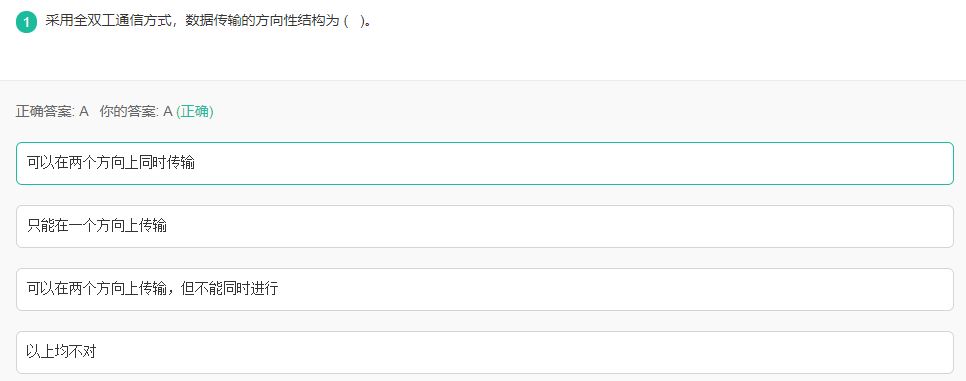 1 采用全双工通信方式，数据传输的方向性结构为 ( )。
正确答案: A 你的答案: A (正确)
可以在两个方向上同时传输
只能在一个方向上传输
可以在两个方向上传输，但不能同时进行
以上均不对